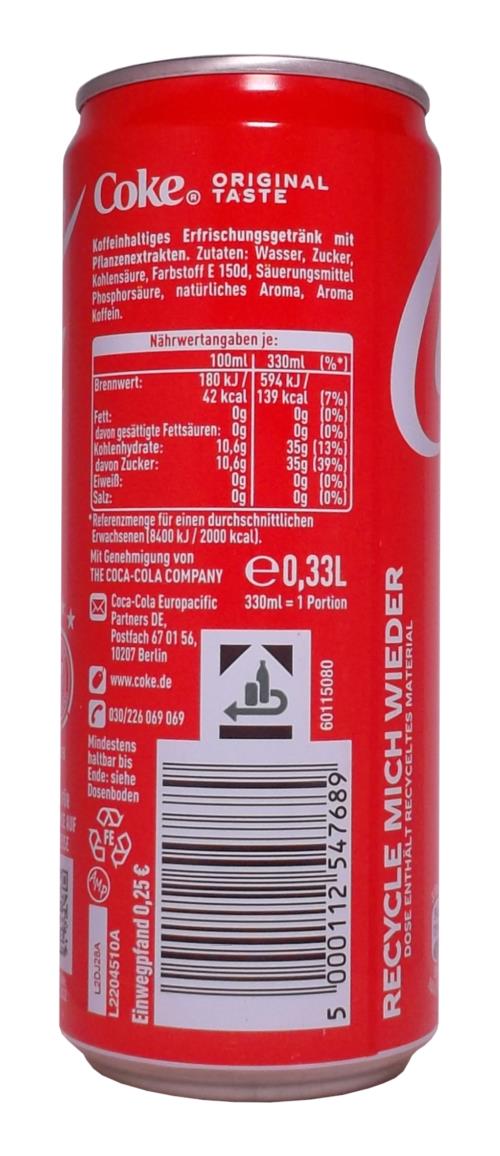 Coke® ORIGINAL
TASTE
Koffeinhaltiges Erfrischungsgetränk mit
Pflanzenextrakten. Zutaten: Wasser, Zucker,
Kohlensäure, Farbstoff E 150d, Säuerungsmittel
Phosphorsäure, natürliches Aroma, Aroma
Koffein.
Nährwertangaben je:
100ml 330ml (%*)
Brennwert: 180 kJ / 594 kJ /
42 kcal 139 kcal (7%)
Fett: 0g 0g (0%)
davon gesättigte Fettsäuren: 0g 0g (0%)
Kohlenhydrate: 10,6g 35g (13%)
davon Zucker: 10,6g 35g (39%)
Eiweiß: 0g 0g (0%)
Salz: 0g 0g (0%)
*Referenzmenge für einen durchschnittlichen
Erwachsenen (8400 kJ / 2000 kcal).
Mit Genehmigung von
THE COCA-COLA COMPANY
e 0,33L
330ml = 1 Portion
Coca-Cola Europacific
Partners DE,
Postfach 67 01 56,
10207 Berlin
www.coke.de
030/226 069 069
Mindestens
haltbar bis
Ende: siehe
Dosenboden
FE
AMP
L2DJ28A
L2204510A
Einwegpfand 0,25 €
60115080
5 000112 547689
RECYCLE MICH WIEDER
DOSE ENTHÄLT RECYCELTES MATERIAL